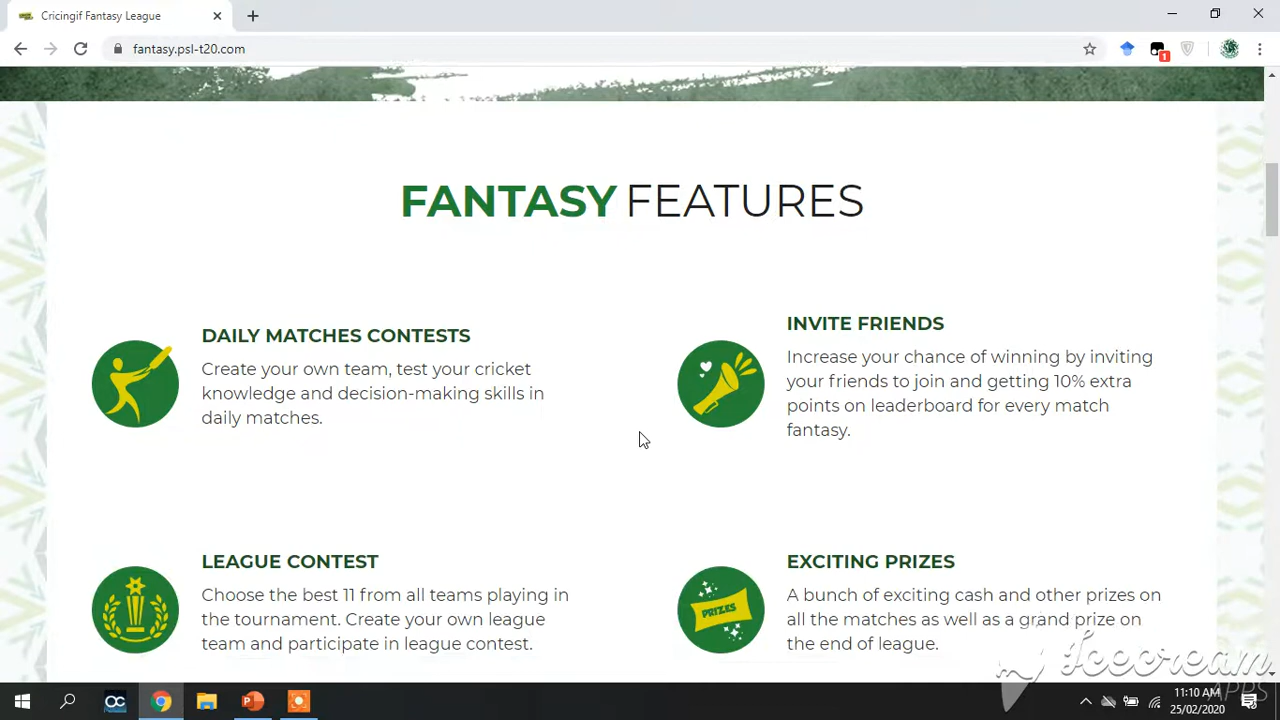 Cricingif Fantasy League
fantasy.psl-t20.com
1
FANTASY FEATURES
DAILY MATCHES CONTESTS
Create your own team, test your cricket
knowledge and decision-making skills in
daily matches.
INVITE FRIENDS
Increase your chance of winning by inviting
your friends to join and getting 10% extra
points on leaderboard for every match
fantasy.
LEAGUE CONTEST
Choose the best 11 from all teams playing in
the tournament. Create your own league
team and participate in league contest.
EXCITING PRIZES
PRIZES
A bunch of exciting cash and other prizes on
all the matches as well as a grand prize on
the end of league.
Icecream
APPS
OC
P
11:10 AM
25/02/2020